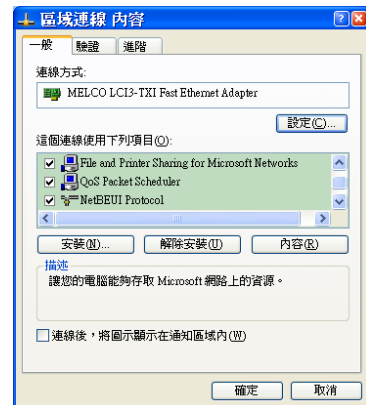 區域連線 內容
一般 驗證 進階
連線方式:
MELCO LCI3-TXI Fast Ethernet Adapter
設定(C)...
這個連線使用下列項目(O):
File and Printer Sharing for Microsoft Networks
QoS Packet Scheduler
NetBEUI Protocol
安裝(N)... 解除安裝(U) 內容(R)
描述
讓您的電腦能夠存取 Microsoft 網路上的資源。
連線後，將圖示顯示在通知區域內(W)
確定 取消